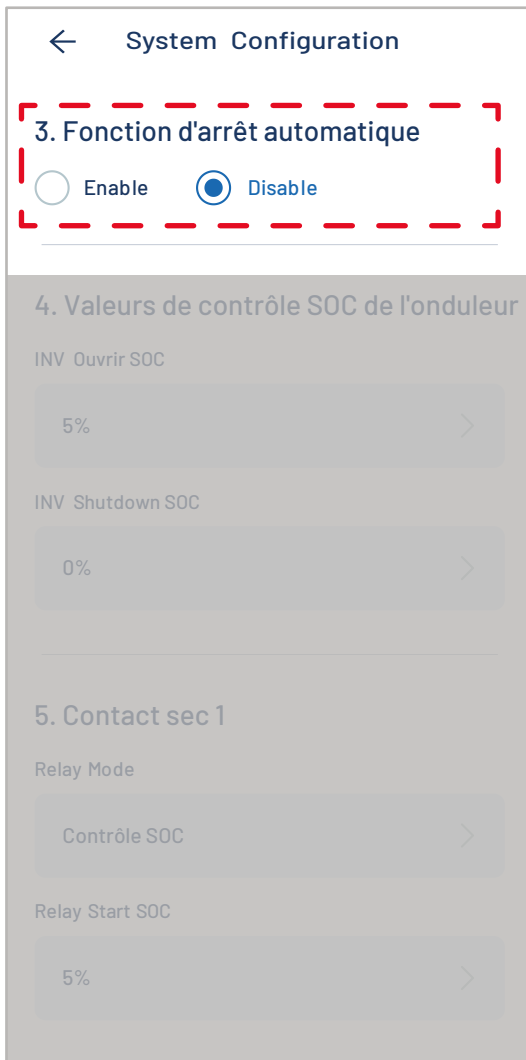 System Configuration
3. Fonction d'arrêt automatique
Enable Disable
4. Valeurs de contrôle SOC de l'onduleur
INV Ouvrir SOC
5%
INV Shutdown SOC
0%
5. Contact sec 1
Relay Mode
Contrôle SOC
Relay Start SOC
5%